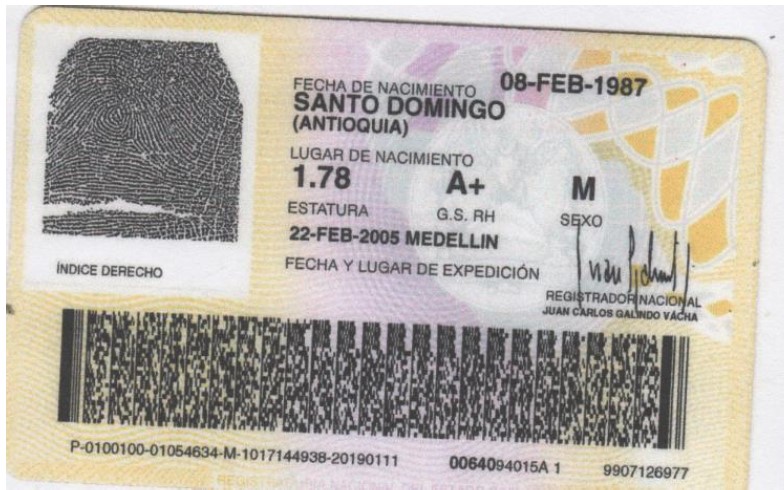 FECHA DE NACIMIENTO 08-FEB-1987
SANTO DOMINGO
(ANTIOQUIA)
LUGAR DE NACIMIENTO
1.78 A+ M
ESTATURA G.S. RH SEXO
22-FEB-2005 MEDELLIN
FECHA Y LUGAR DE EXPEDICIÓN
ÍNDICE DERECHO
REGISTRADOR NACIONAL
JUAN CARLOS GALINDO VÁCHA
P-0100100-01054634-M-1017144938-20190111 0064094015A 1 9907126977